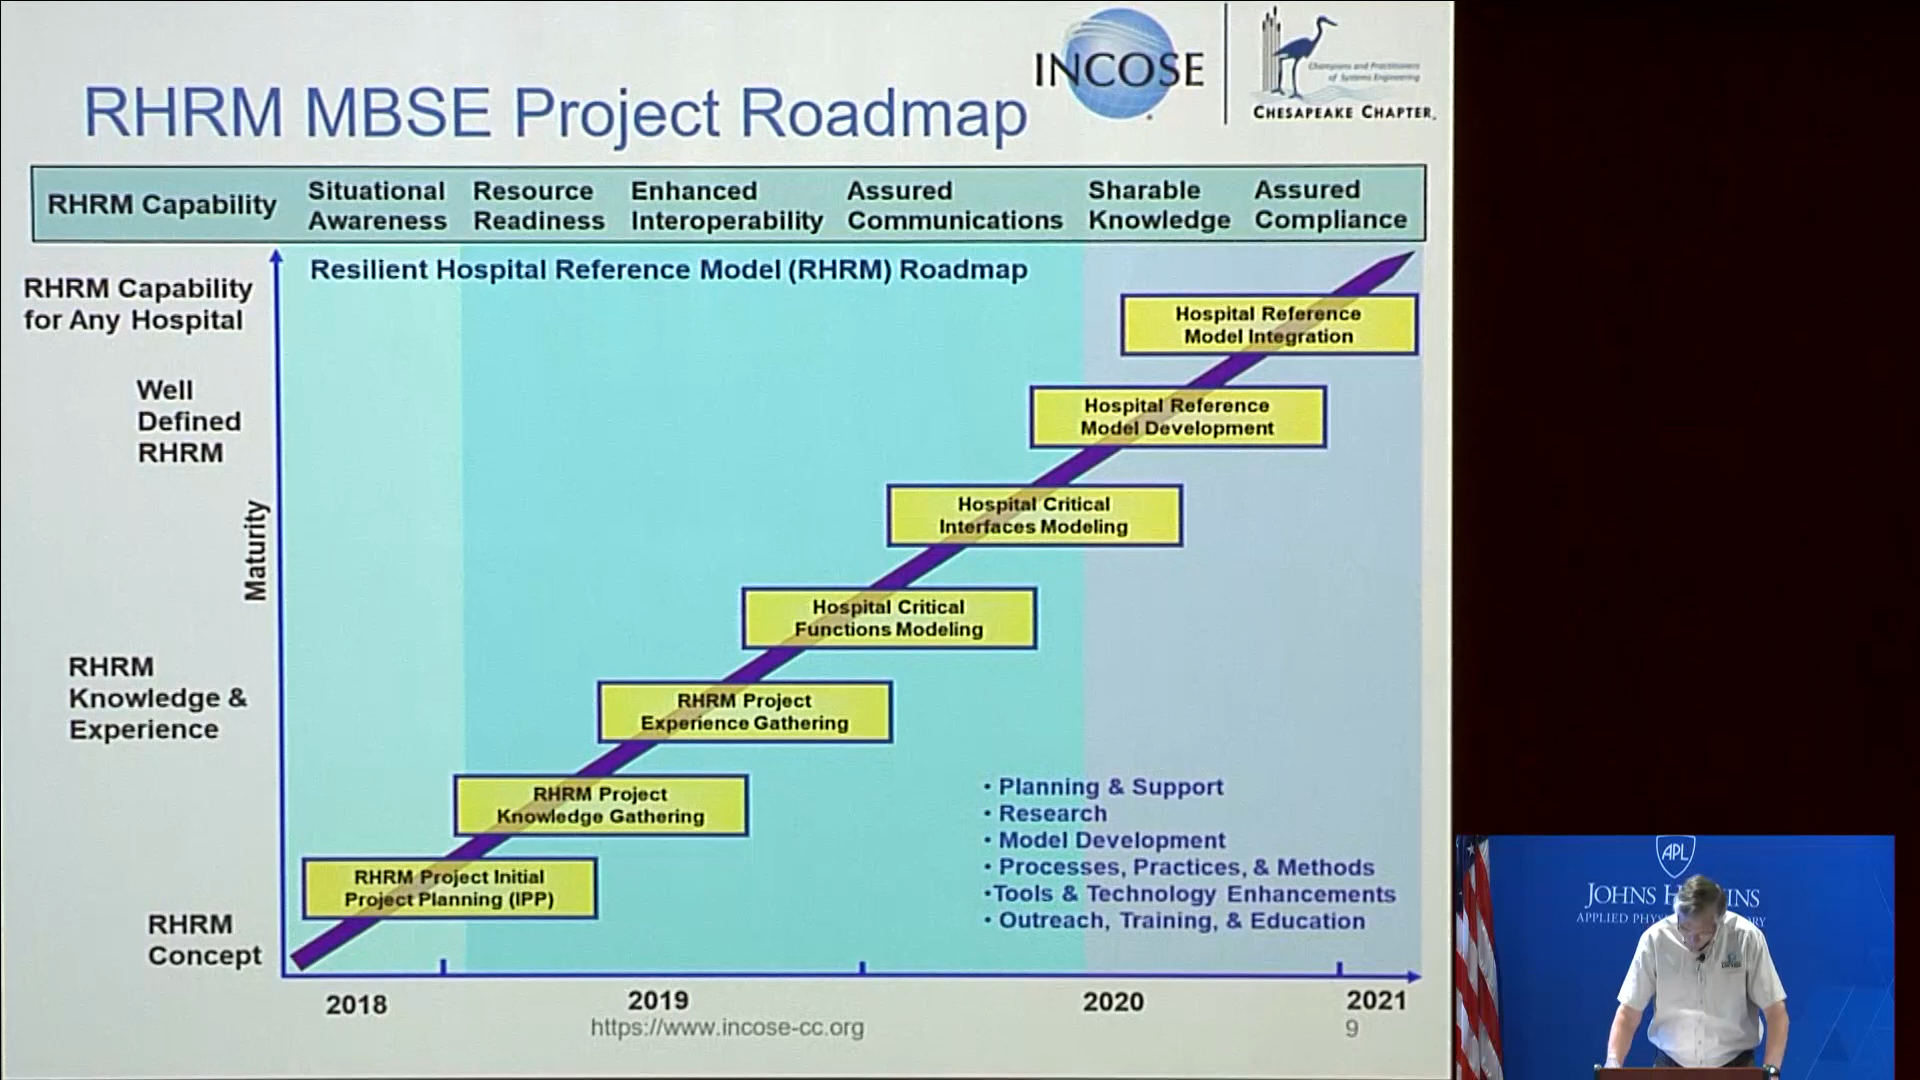 INCOSE
Champions and Practitioners
of Systems Engineering
CHESAPEAKE CHAPTER
RHRM MBSE Project Roadmap
RHRM Capability
Situational
Awareness
Resource
Readiness
Enhanced
Interoperability
Assured
Communications
Sharable
Knowledge
Assured
Compliance
Resilient Hospital Reference Model (RHRM) Roadmap
RHRM Capability
for Any Hospital
Well
Defined
RHRM
Maturity
RHRM
Knowledge &
Experience
RHRM
Concept
Hospital Reference
Model Integration
Hospital Reference
Model Development
Hospital Critical
Interfaces Modeling
Hospital Critical
Functions Modeling
RHRM Project
Experience Gathering
RHRM Project
Knowledge Gathering
RHRM Project Initial
Project Planning (IPP)
• Planning & Support
• Research
• Model Development
• Processes, Practices, & Methods
•Tools & Technology Enhancements
• Outreach, Training, & Education
2018
2019
2020
2021
https://www.incose-cc.org
9
APL
JOHNS
APPLIED